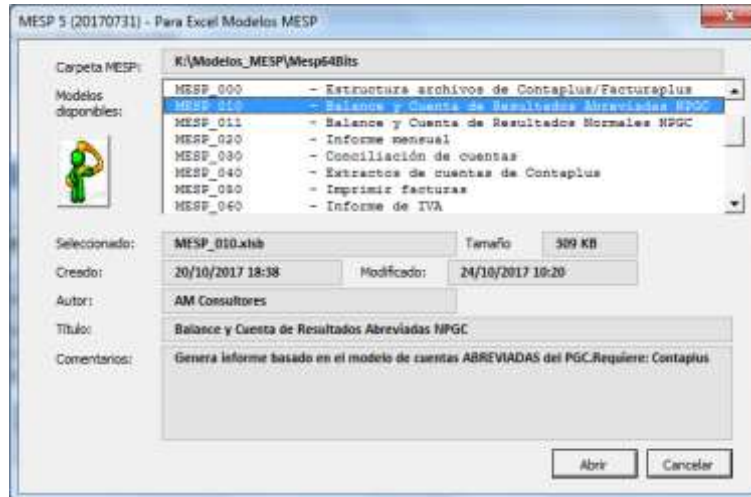 MESP 5 (20170731) - Para Excel Modelos MESP
Carpeta MESP: K:\Modelos_MESP\Mesp64Bits
Modelos disponibles:
MESP_000 - Estructura archivos de Contaplus/Facturaplus
MESP_010 - Balance y Cuenta de Resultados Abreviadas NPGC
MESP_011 - Balance y Cuenta de Resultados Normales NPGC
MESP_020 - Informe mensual
MESP_030 - Conciliación de cuentas
MESP_040 - Extractos de cuentas de Contaplus
MESP_050 - Imprimir facturas
MESP_060 - Informe de IVA
Seleccionado: MESP_010.xlsb Tamaño 309 KB
Creado: 20/10/2017 18:38 Modificado: 24/10/2017 10:20
Autor: AM Consultores
Título: Balance y Cuenta de Resultados Abreviadas NPGC
Comentarios: Genera informe basado en el modelo de cuentas ABREVIADAS del PGC.Requiere: Contaplus
Abrir Cancelar